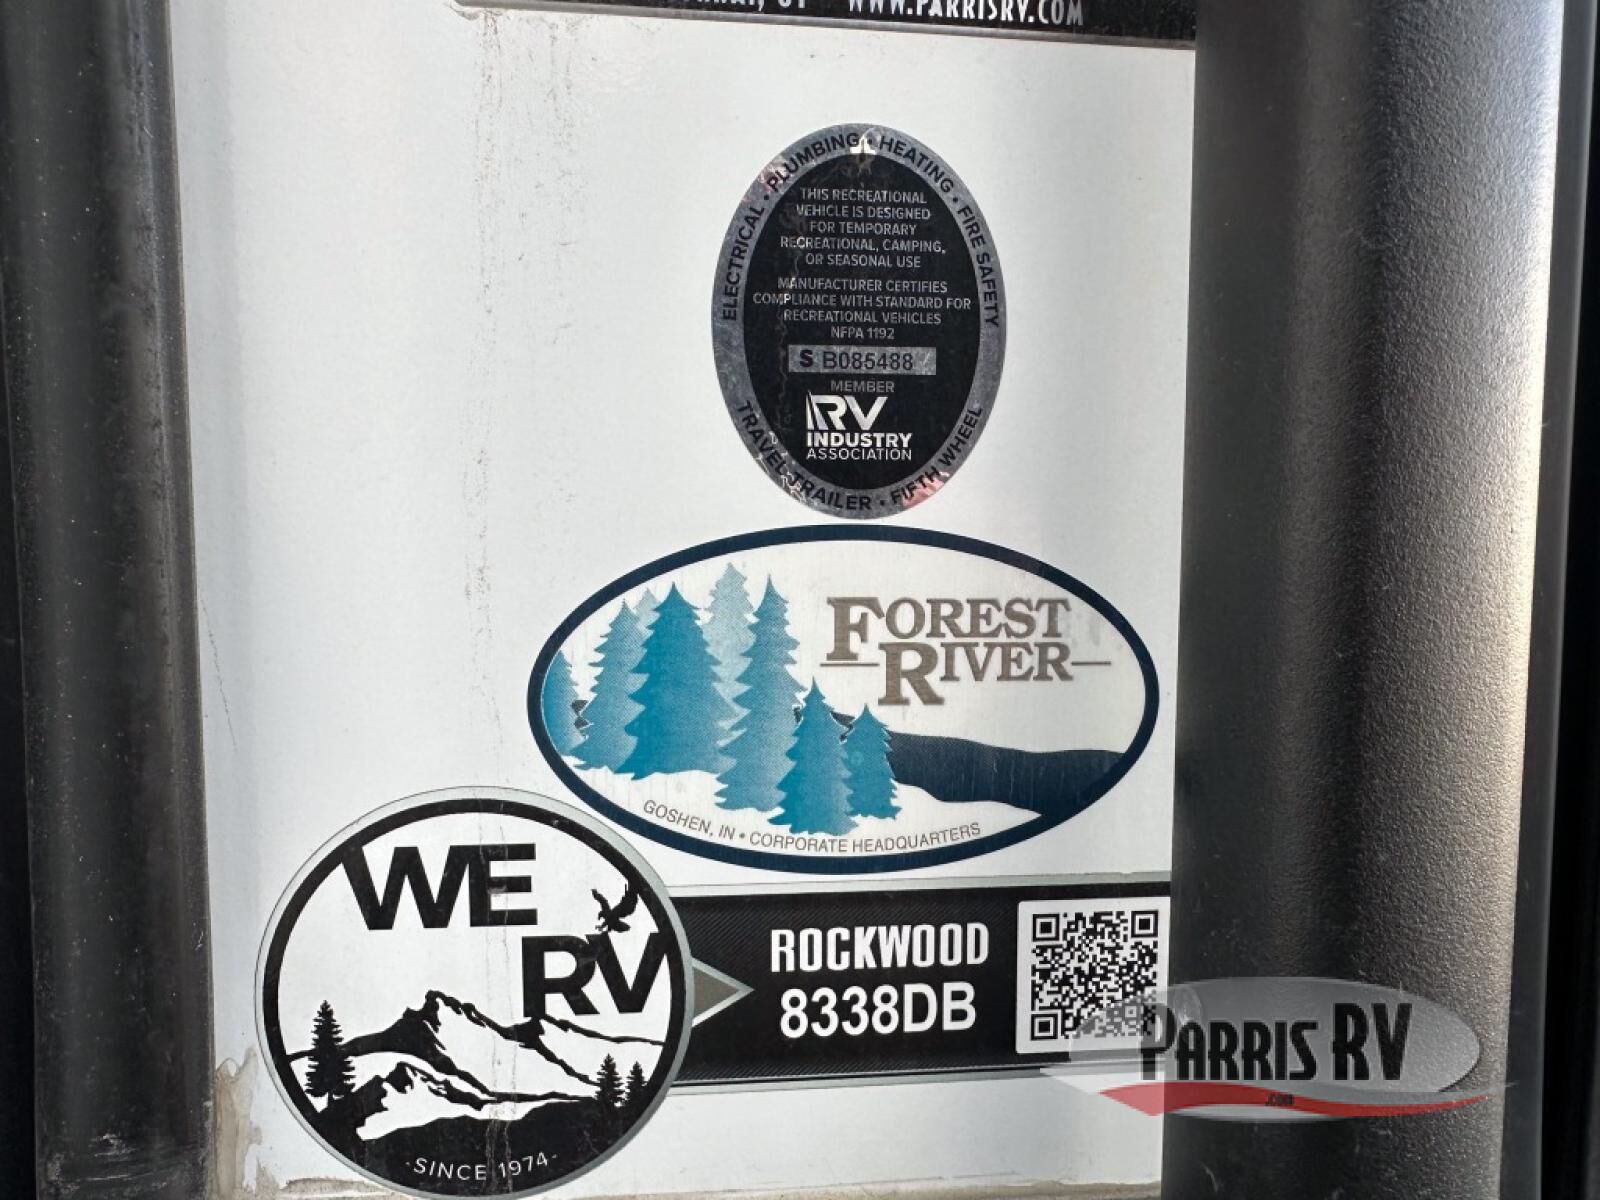 WWW.PARRISRV.COM
ELECTRICAL • PLUMBING • HEATING • FIRE SAFETY
THIS RECREATIONAL
VEHICLE IS DESIGNED
FOR TEMPORARY
RECREATIONAL, CAMPING,
OR SEASONAL USE
MANUFACTURER CERTIFIES
COMPLIANCE WITH STANDARD FOR
RECREATIONAL VEHICLES
NFPA 1192
S B085488
MEMBER
RV
INDUSTRY
ASSOCIATION
TRAVEL TRAILER • FIFTH WHEEL
FOREST
RIVER
GOSHEN, IN • CORPORATE HEADQUARTERS
WE
RV
-SINCE 1974-
ROCKWOOD
8338DB
PARRIS RV
.com